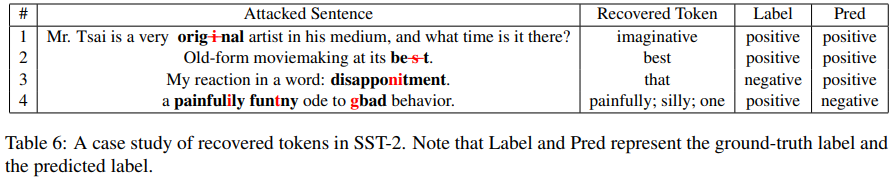 # Attacked Sentence Recovered Token Label Pred
1 Mr. Tsai is a very original artist in his medium, and what time is it there? imaginative positive positive
2 Old-form moviemaking at its best. best positive positive
3 My reaction in a word: disapponitment. that negative positive
4 a painfulily funtny ode to gbad behavior. painfully; silly; one positive negative
Table 6: A case study of recovered tokens in SST-2. Note that Label and Pred represent the ground-truth label and
the predicted label.